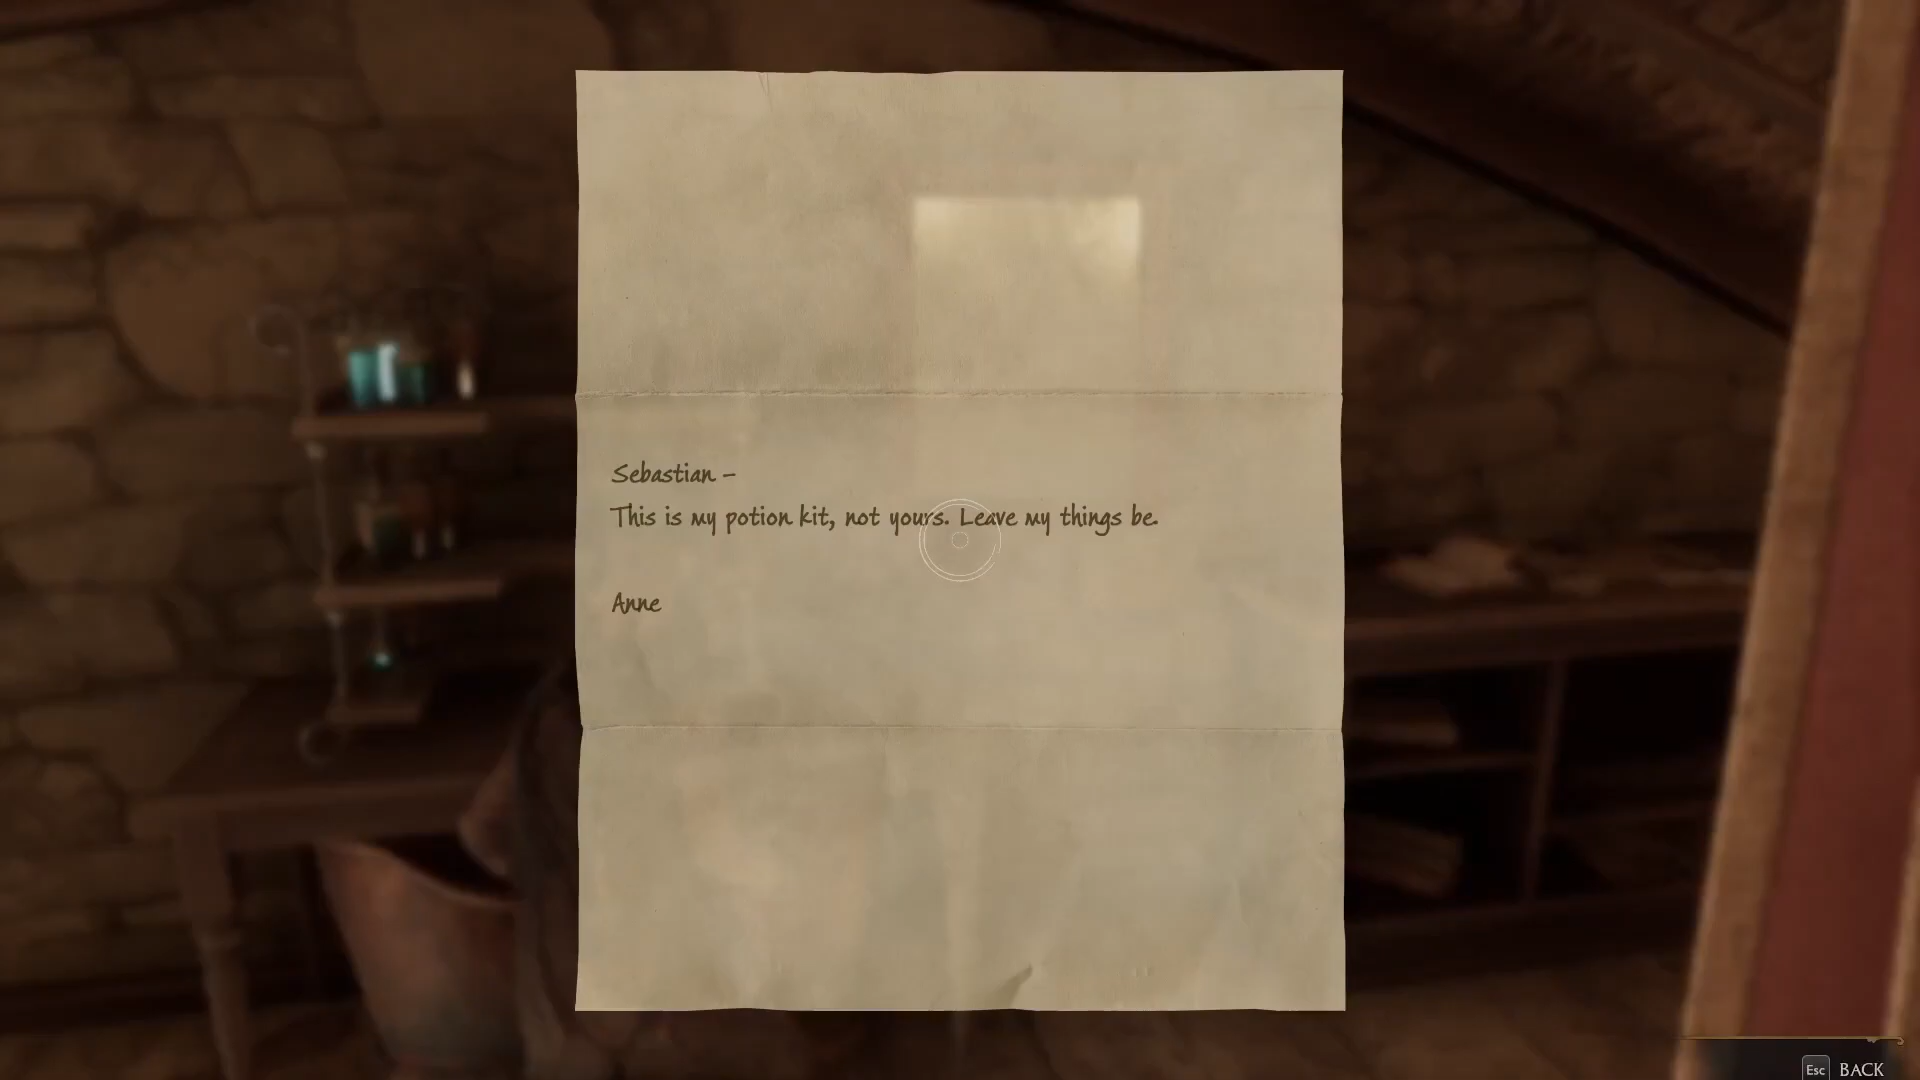 Sebastian –
This is my potion kit, not yours. Leave my things be.
Anne
Esc BACK